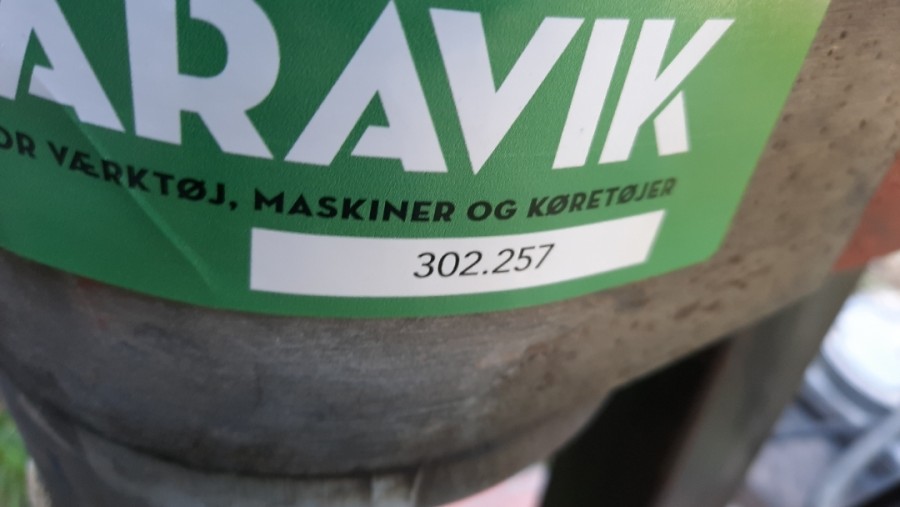 ARAVIK
OR VÆRKTØJ, MASKINER OG KØRETØJER
302.257